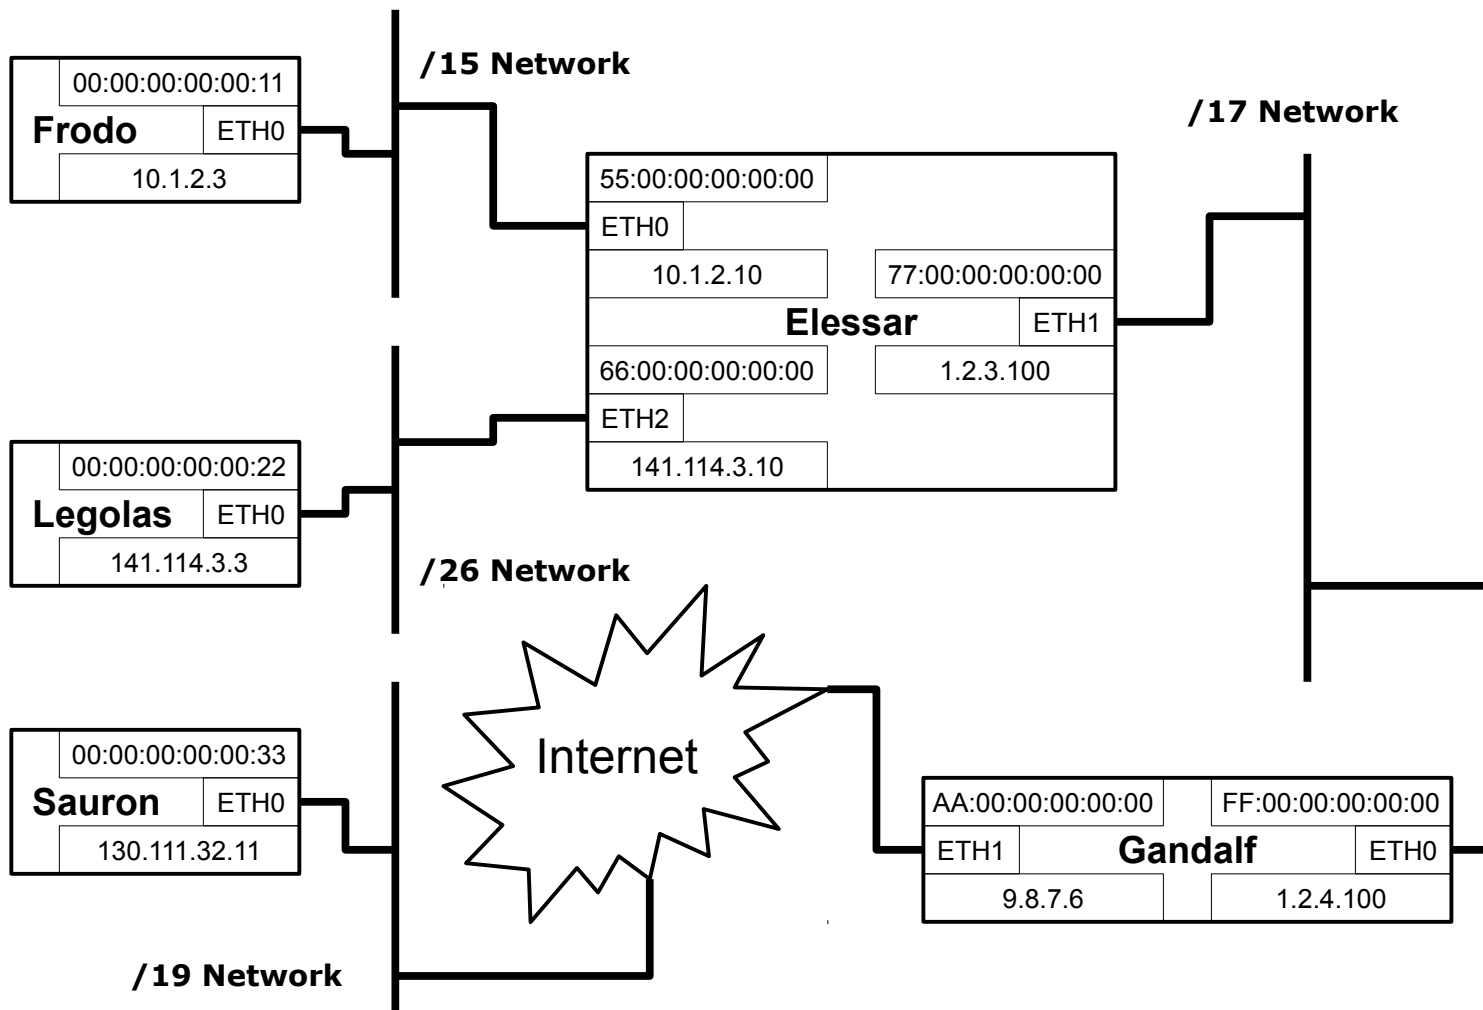 /15 Network
00:00:00:00:00:11
Frodo
ETH0
10.1.2.3
/17 Network
55:00:00:00:00:00
ETH0
10.1.2.10
77:00:00:00:00:00
Elessar
ETH1
66:00:00:00:00:00
1.2.3.100
ETH2
141.114.3.10
00:00:00:00:00:22
Legolas
ETH0
141.114.3.3
/26 Network
Internet
00:00:00:00:00:33
Sauron
ETH0
130.111.32.11
AA:00:00:00:00:00
FF:00:00:00:00:00
ETH1
Gandalf
ETH0
9.8.7.6
1.2.4.100
/19 Network